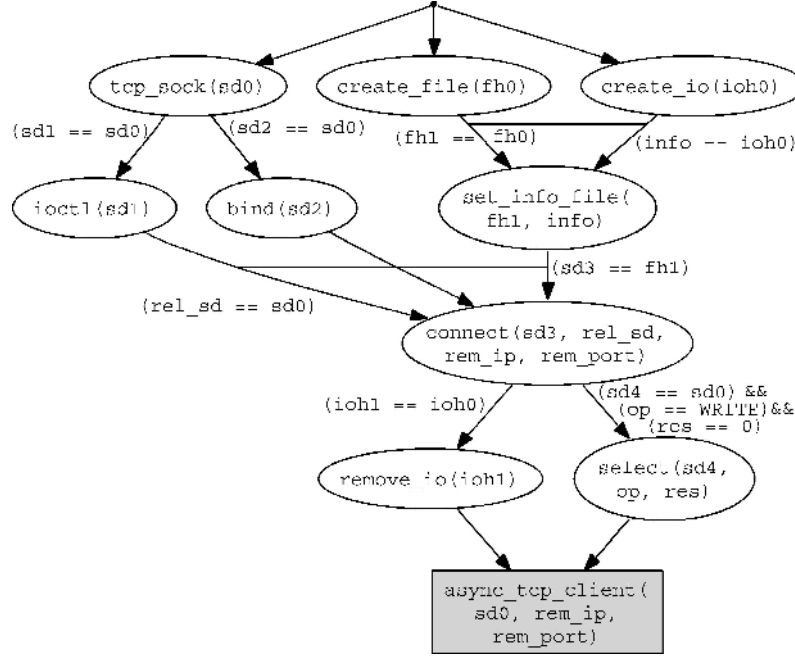 tcp_sock(sd0)
create_file(fh0)
create_io(ioh0)
(sd1 == sd0)
(sd2 == sd0)
(fh1 == fh0)
(info == ioh0)
ioctl(sd1)
bind(sd2)
set_info_file(
fh1, info)
(sd3 == fh1)
(rel_sd == sd0)
connect(sd3, rel_sd,
rem_ip, rem_port)
(ioh1 == ioh0)
(sd4 == sd0) &&
(op == WRITE)&&
(res == 0)
remove_io(ioh1)
select(sd4,
op, res)
async_tcp_client(
sd0, rem_ip,
rem_port)